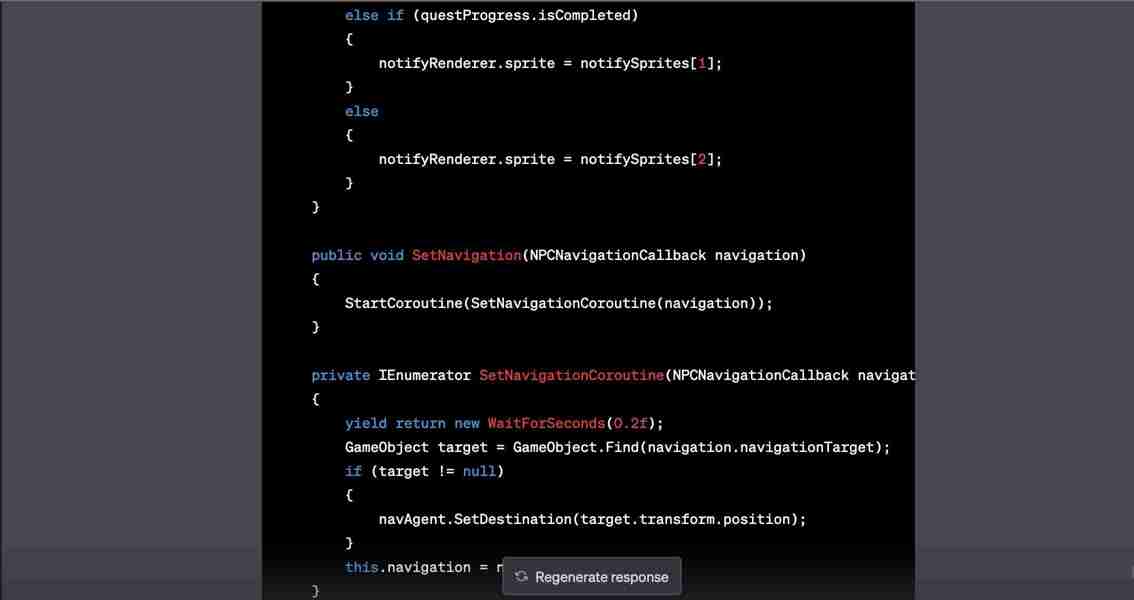 else if (questProgress.isCompleted)
{
notifyRenderer.sprite = notifySprites[1];
}
else
{
notifyRenderer.sprite = notifySprites[2];
}
}
public void SetNavigation(NPCNavigationCallback navigation)
{
StartCoroutine(SetNavigationCoroutine(navigation));
}
private IEnumerator SetNavigationCoroutine(NPCNavigationCallback navigat
{
yield return new WaitForSeconds(0.2f);
GameObject target = GameObject.Find(navigation.navigationTarget);
if (target != null)
{
navAgent.SetDestination(target.transform.position);
}
this.navigation =
Regenerate response
}